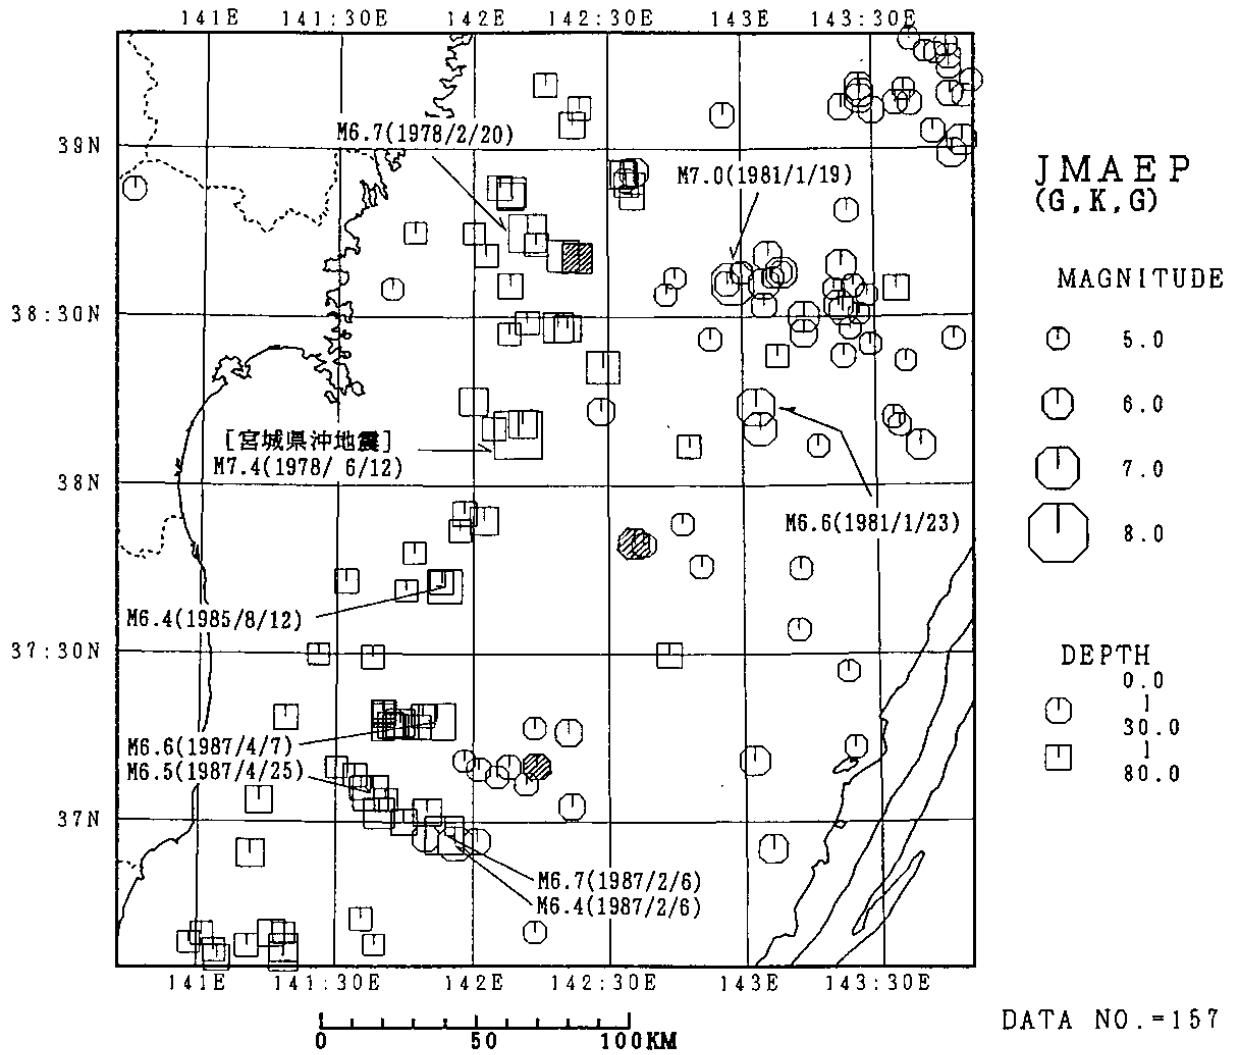 141E 141:30E 142E 142:30E 143E 143:30E
M6.7(1978/2/20)
39N
M7.0(1981/1/19)
JMAEP
(G,K,G)
MAGNITUDE
38:30N
5.0
6.0
[宮城県沖地震]
M7.4(1978/ 6/12)
7.0
38N
M6.6(1981/1/23)
8.0
M6.4(1985/8/12)
37:30N
DEPTH
0.0
30.0
80.0
M6.6(1987/4/7)
M6.5(1987/4/25)
37N
M6.7(1987/2/6)
M6.4(1987/2/6)
141E 141:30E 142E 142:30E 143E 143:30E
0 50 100KM
DATA NO.=157